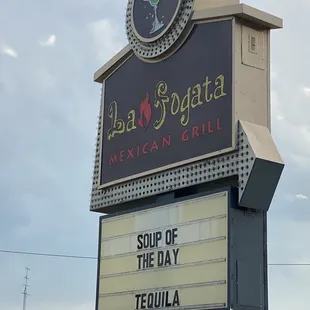 La Fogata
MEXICAN GRILL
SOUP OF
THE DAY
TEQUILA